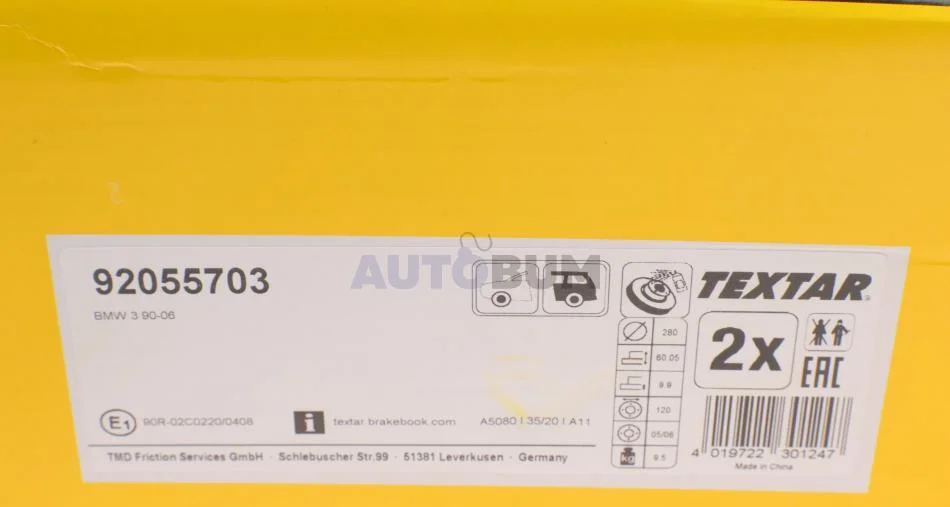 AUTOBUM
92055703
BMW 3 90-06
TEXTAR
280
60.05
9.9
120
05/06
kg 9.5
2x
EAC
E1 90R-02C0220/0408
i textar brakebook.com
A5080 I 35/20 I A11
TMD Friction Services GmbH · Schlebuscher Str.99 · 51381 Leverkusen · Germany
4 019722 301247
Made in China